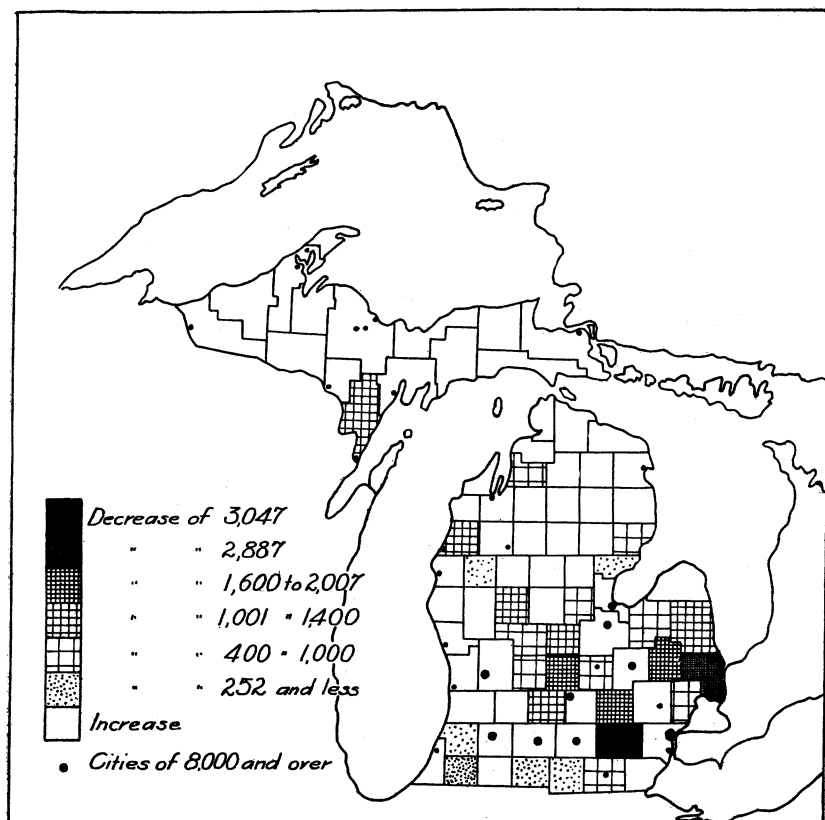 Decrease of 3,047
" " 2,887
" " 1,600 to 2,007
" " 1,001 " 1,400
" " 400 " 1,000
" " 252 and less
Increase
• Cities of 8,000 and over